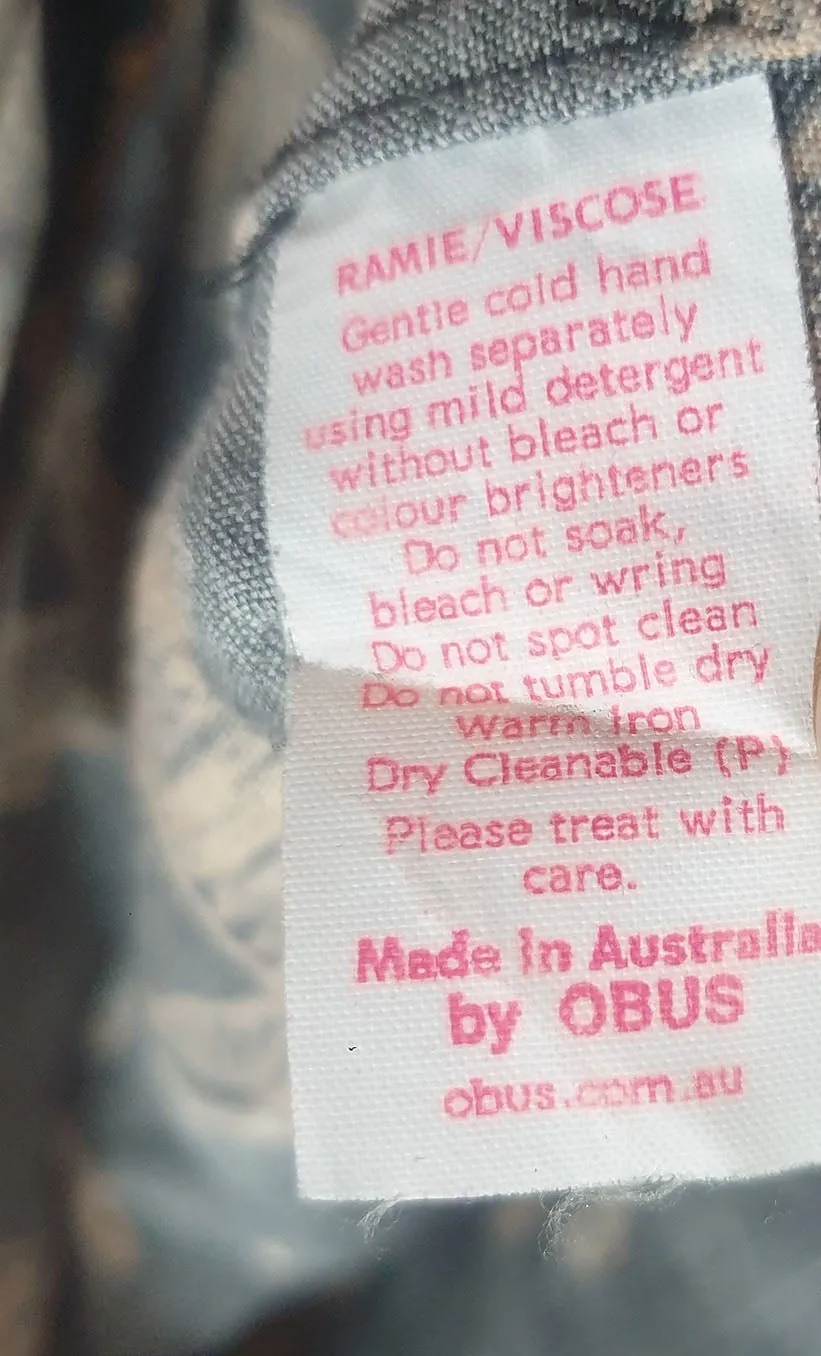 RAMIE/VISCOSE
Gentle cold hand
wash separately
using mild detergent
without bleach or
colour brighteners
Do not soak,
bleach or wring
Do not spot clean
Do not tumble dry
warm iron
Dry Cleanable (P)
Please treat with
care.
Made in Australia
by OBUS
obus.com.au